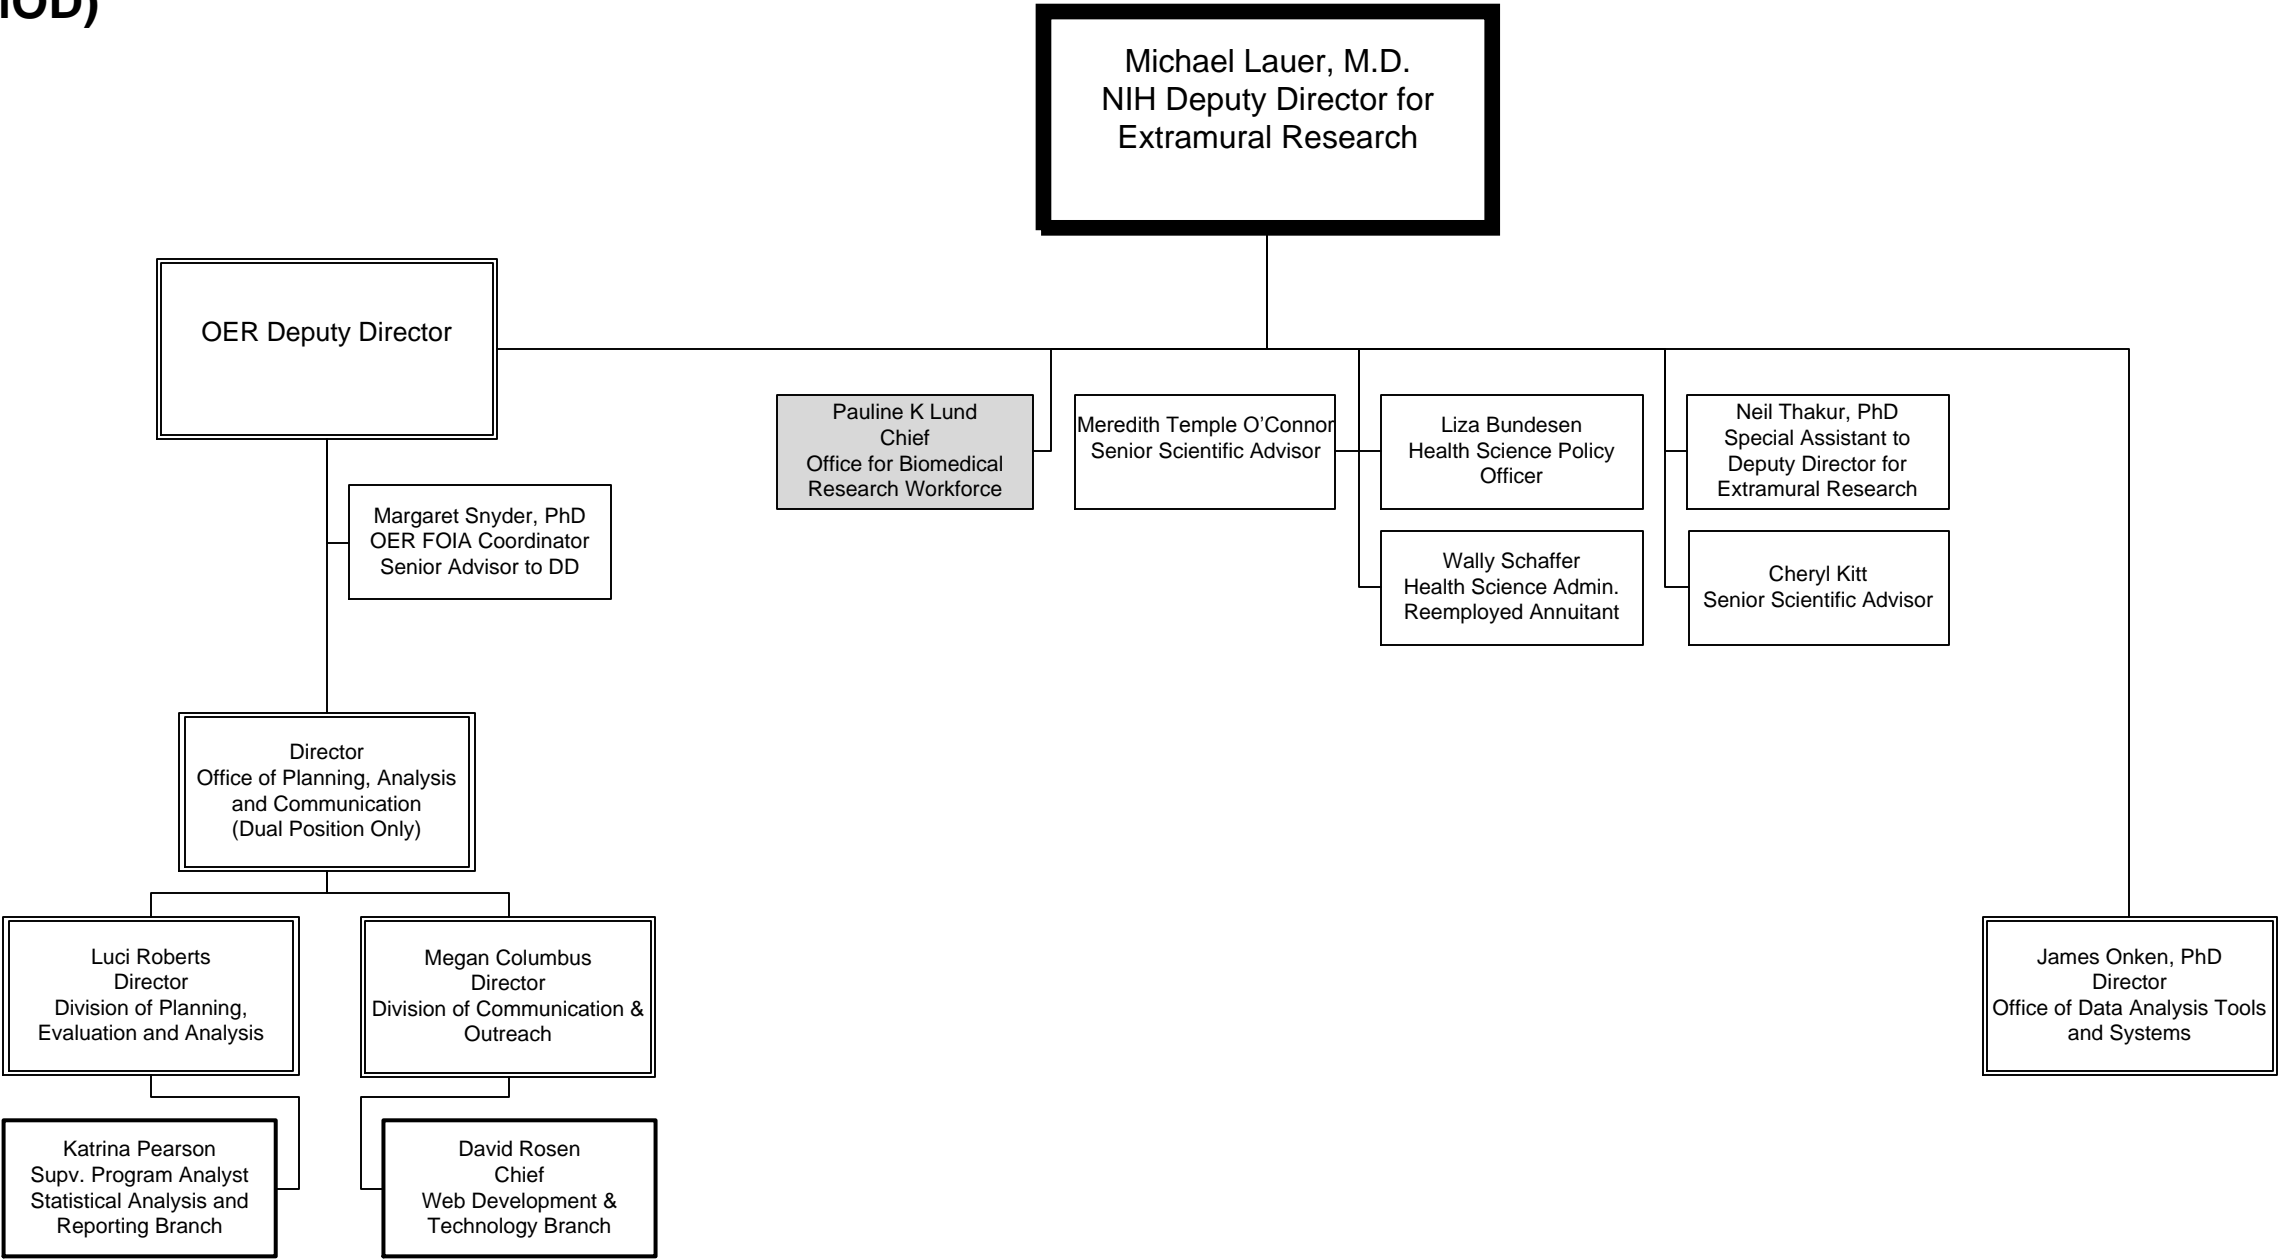 IOD)
Michael Lauer, M.D.
NIH Deputy Director for
Extramural Research
OER Deputy Director
Pauline K Lund
Chief
Office for Biomedical
Research Workforce
Meredith Temple O’Connor
Senior Scientific Advisor
Liza Bundesen
Health Science Policy
Officer
Neil Thakur, PhD
Special Assistant to
Deputy Director for
Extramural Research
Margaret Snyder, PhD
OER FOIA Coordinator
Senior Advisor to DD
Wally Schaffer
Health Science Admin.
Reemployed Annuitant
Cheryl Kitt
Senior Scientific Advisor
Director
Office of Planning, Analysis
and Communication
(Dual Position Only)
Luci Roberts
Director
Division of Planning,
Evaluation and Analysis
Megan Columbus
Director
Division of Communication &
Outreach
James Onken, PhD
Director
Office of Data Analysis Tools
and Systems
Katrina Pearson
Supv. Program Analyst
Statistical Analysis and
Reporting Branch
David Rosen
Chief
Web Development &
Technology Branch